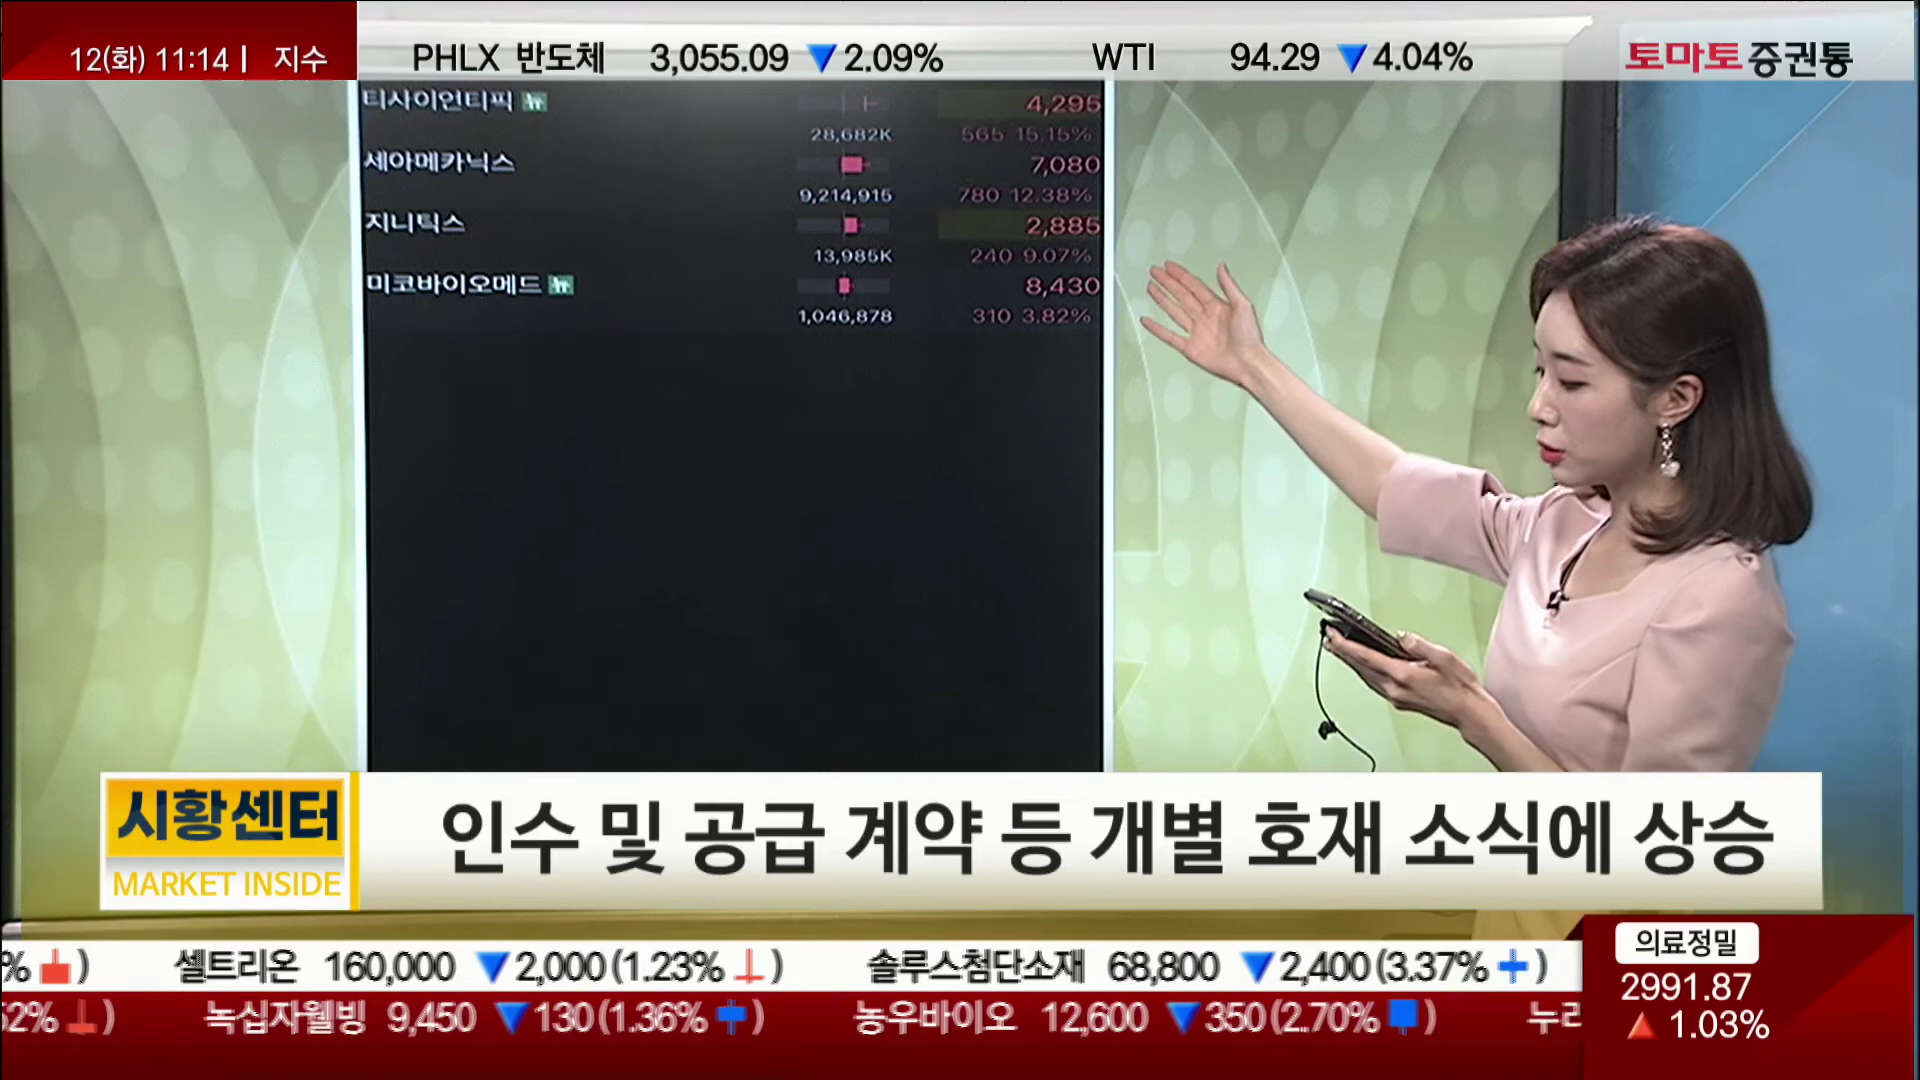 12(화) 11:14 | 지수
PHLX 반도체 3,055.09 ▼2.09% WTI 94.29 ▼4.04%
토마토증권통
티사이언티픽 뉴 4,295
28,682K 565 15.15%
세아메카닉스 7,080
9,214,915 780 12.38%
지니틱스 2,885
13,985K 240 9.07%
미코바이오메드 뉴 8,430
1,046,878 310 3.82%
시황센터
MARKET INSIDE
인수 및 공급 계약 등 개별 호재 소식에 상승
%) 셀트리온 160,000 ▼2,000(1.23%) 솔루스첨단소재 68,800 ▼2,400(3.37%)
52%) 녹십자웰빙 9,450 ▼130(1.36%) 농우바이오 12,600 ▼350(2.70%) 누리
의료정밀
2991.87
▲ 1.03%